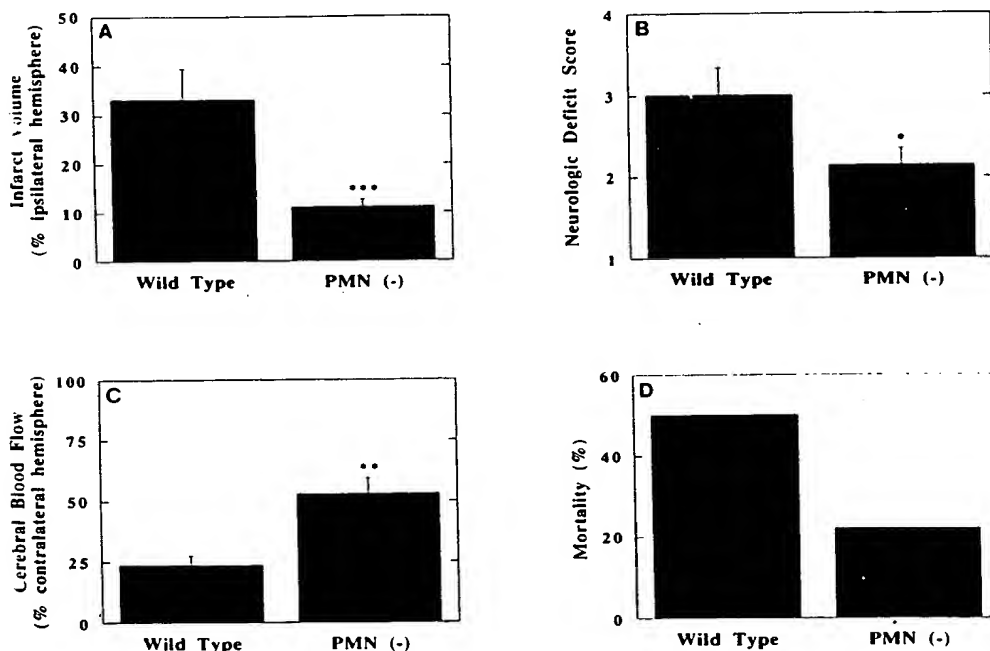 A
Infarct Volume
(% ipsilateral hemisphere)
50
40
30
20
10
0
***
Wild Type
PMN (-)
B
Neurologic Deficit Score
4
3
2
1
*
Wild Type
PMN (-)
C
Cerebral Blood Flow
(% contralateral hemisphere)
100
75
50
25
0
**
Wild Type
PMN (-)
D
Mortality (%)
60
40
20
0
Wild Type
PMN (-)